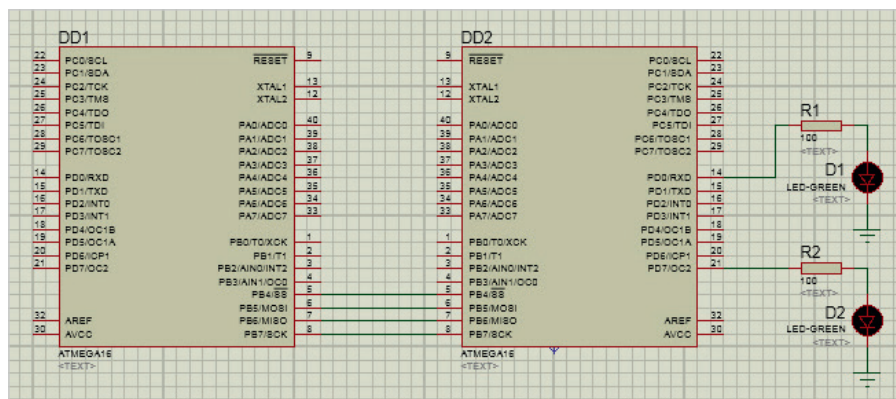 DD1
22 PC0/SCL
23 PC1/SDA
24 PC2/TCK
25 PC3/TMS
26 PC4/TDO
27 PC5/TDI
28 PC6/TOSC1
29 PC7/TOSC2
14 PD0/RXD
15 PD1/TXD
16 PD2/INT0
17 PD3/INT1
18 PD4/OC1B
19 PD5/OC1A
20 PD6/ICP1
21 PD7/OC2
32 AREF
30 AVCC
RESET 9
XTAL1 13
XTAL2 12
PA0/ADC0 40
PA1/ADC1 39
PA2/ADC2 38
PA3/ADC3 37
PA4/ADC4 36
PA5/ADC5 35
PA6/ADC6 34
PA7/ADC7 33
PB0/T0/XCK 1
PB1/T1 2
PB2/AIN0/INT2 3
PB3/AIN1/OC0 4
PB4/SS 5
PB5/MOSI 6
PB6/MISO 7
PB7/SCK 8
ATMEGA16
<TEXT>
DD2
9 RESET
13 XTAL1
12 XTAL2
40 PA0/ADC0
39 PA1/ADC1
38 PA2/ADC2
37 PA3/ADC3
36 PA4/ADC4
35 PA5/ADC5
34 PA6/ADC6
33 PA7/ADC7
1 PB0/T0/XCK
2 PB1/T1
3 PB2/AIN0/INT2
4 PB3/AIN1/OC0
5 PB4/SS
6 PB5/MOSI
7 PB6/MISO
8 PB7/SCK
PC0/SCL 22
PC1/SDA 23
PC2/TCK 24
PC3/TMS 25
PC4/TDO 26
PC5/TDI 27
PC6/TOSC1 28
PC7/TOSC2 29
PD0/RXD 14
PD1/TXD 15
PD2/INT0 16
PD3/INT1 17
PD4/OC1B 18
PD5/OC1A 19
PD6/ICP1 20
PD7/OC2 21
AREF 32
AVCC 30
ATMEGA16
<TEXT>
R1
100
<TEXT>
D1
LED-GREEN
<TEXT>
R2
100
<TEXT>
D2
LED-GREEN
<TEXT>